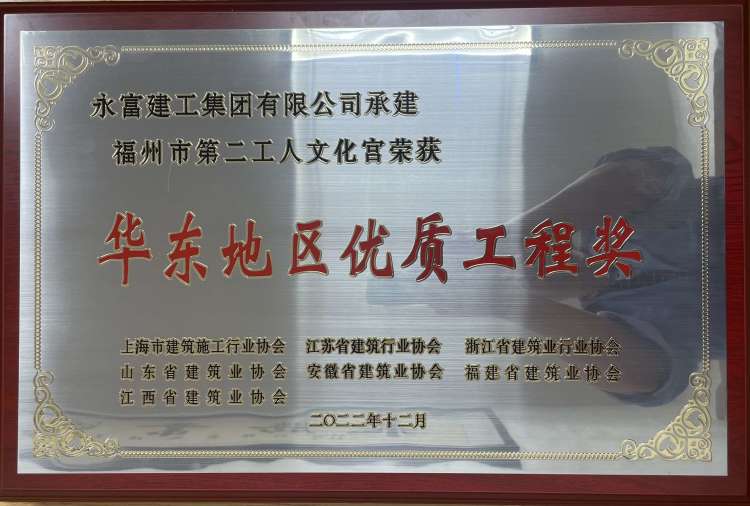 永富建工集团有限公司承建
福州市第二工人文化宫荣获
华东地区优质工程奖
上海市建筑施工行业协会 江苏省建筑行业协会 浙江省建筑业行业协会
山东省建筑业协会 安徽省建筑业协会 福建省建筑业协会
江西省建筑业协会
二〇二二年十二月